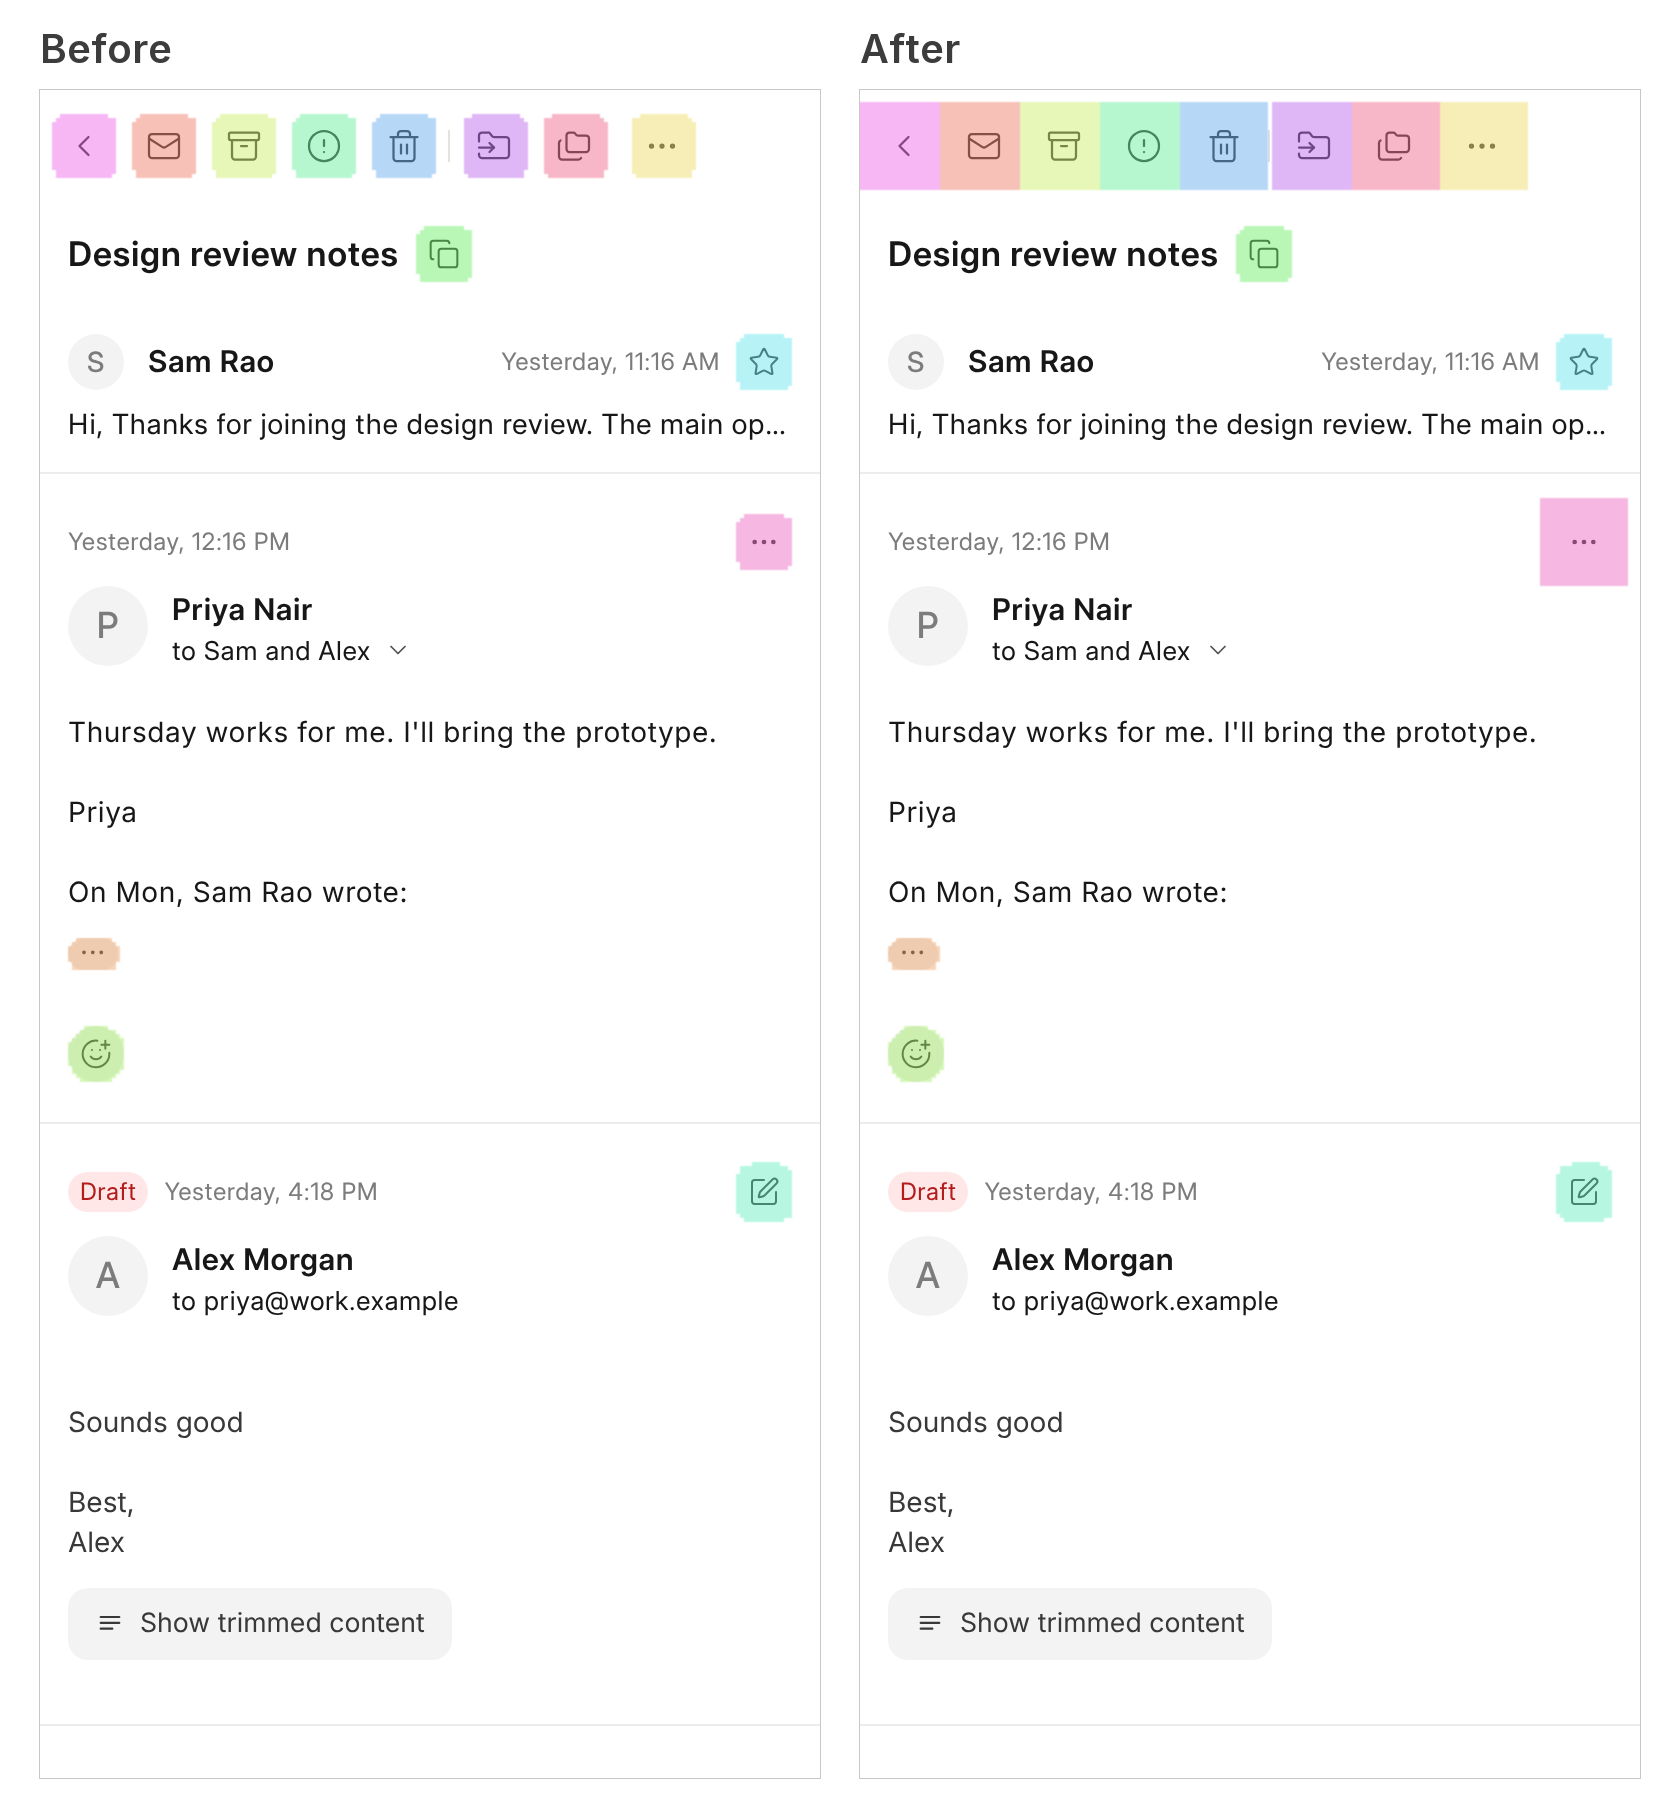 Before
Design review notes
S
Sam Rao
Yesterday, 11:16 AM
Hi, Thanks for joining the design review. The main op...
Yesterday, 12:16 PM
P
Priya Nair
to Sam and Alex
Thursday works for me. I'll bring the prototype.
Priya
On Mon, Sam Rao wrote:
Draft
Yesterday, 4:18 PM
A
Alex Morgan
to priya@work.example
Sounds good
Best,
Alex
Show trimmed content
After
Design review notes
S
Sam Rao
Yesterday, 11:16 AM
Hi, Thanks for joining the design review. The main op...
Yesterday, 12:16 PM
P
Priya Nair
to Sam and Alex
Thursday works for me. I'll bring the prototype.
Priya
On Mon, Sam Rao wrote:
Draft
Yesterday, 4:18 PM
A
Alex Morgan
to priya@work.example
Sounds good
Best,
Alex
Show trimmed content